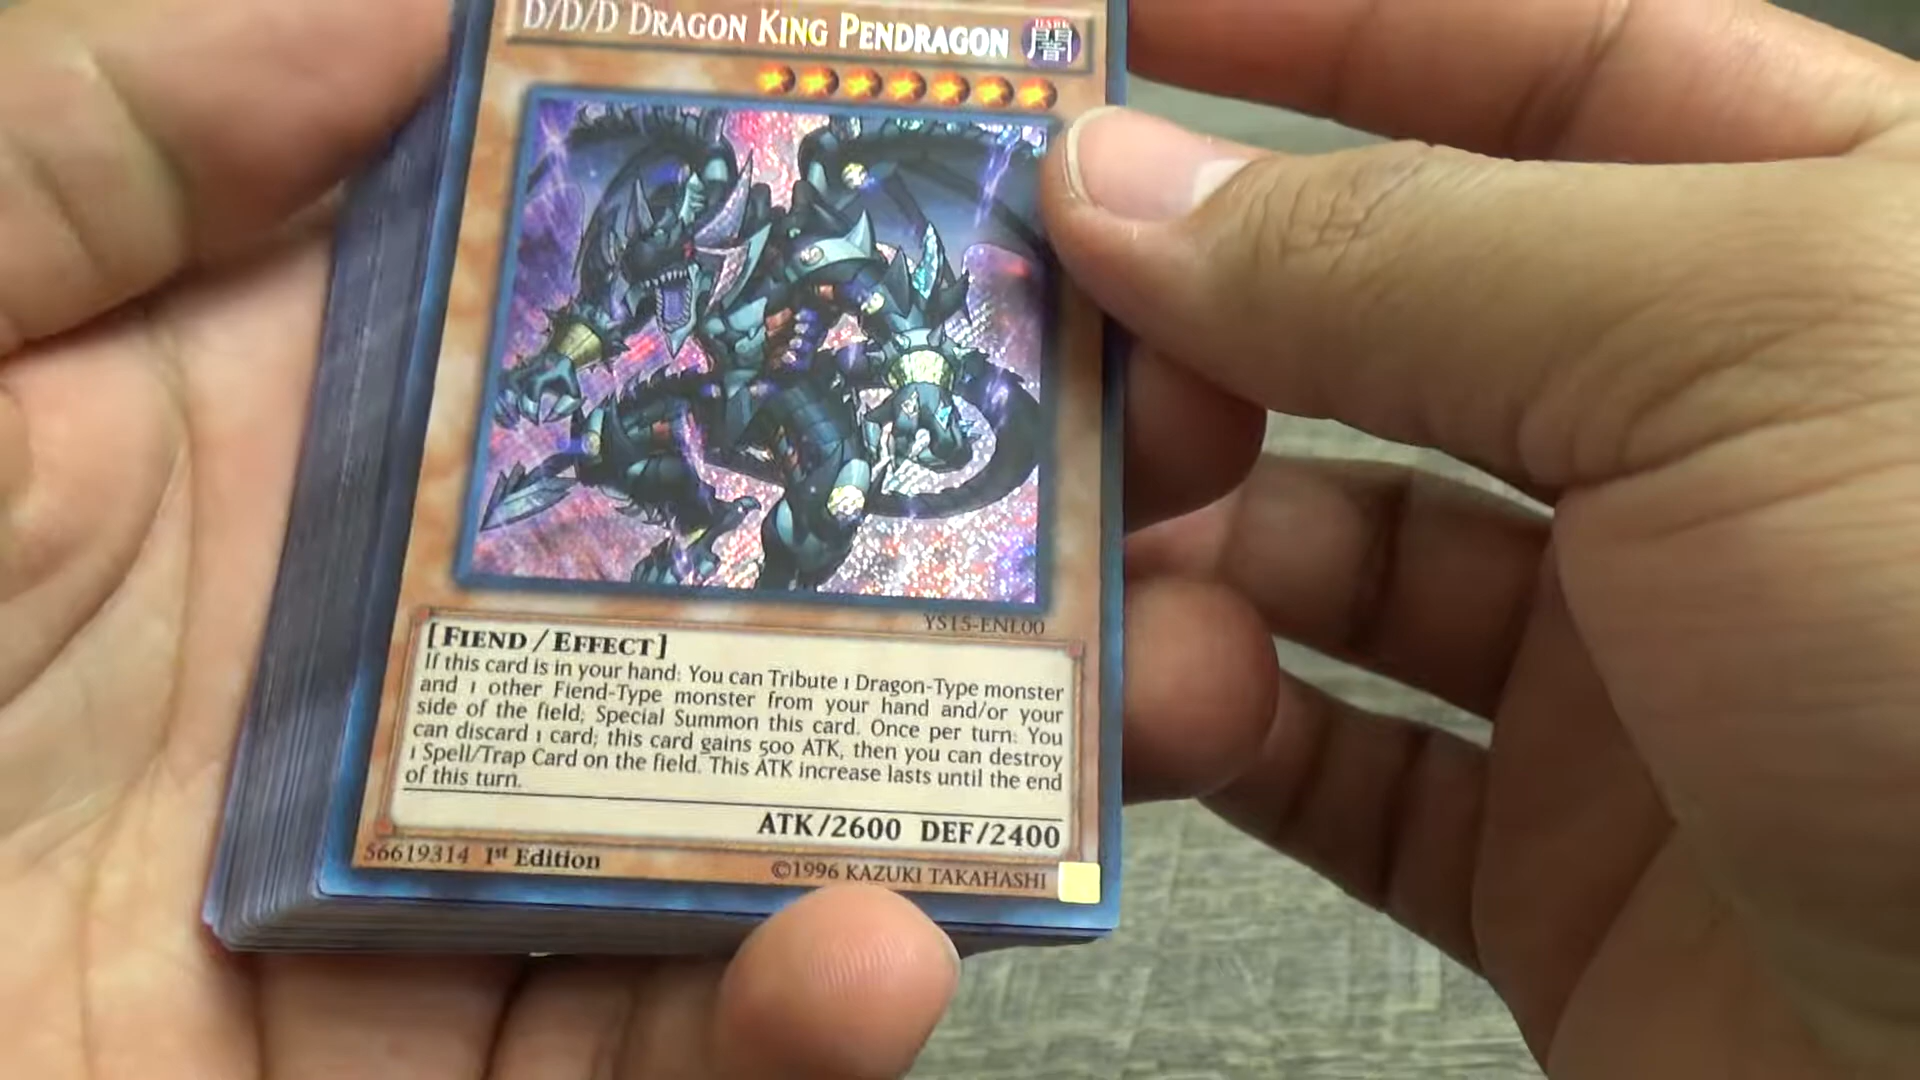 D/D/D DRAGON KING PENDRAGON
DARK
闇
YS15-ENL00
[FIEND / EFFECT]
If this card is in your hand: You can Tribute 1 Dragon-Type monster
and 1 other Fiend-Type monster from your hand and/or your
side of the field; Special Summon this card. Once per turn: You
can discard 1 card; this card gains 500 ATK, then you can destroy
1 Spell/Trap Card on the field. This ATK increase lasts until the end
of this turn.
ATK/2600 DEF/2400
56619314 1st Edition
©1996 KAZUKI TAKAHASHI